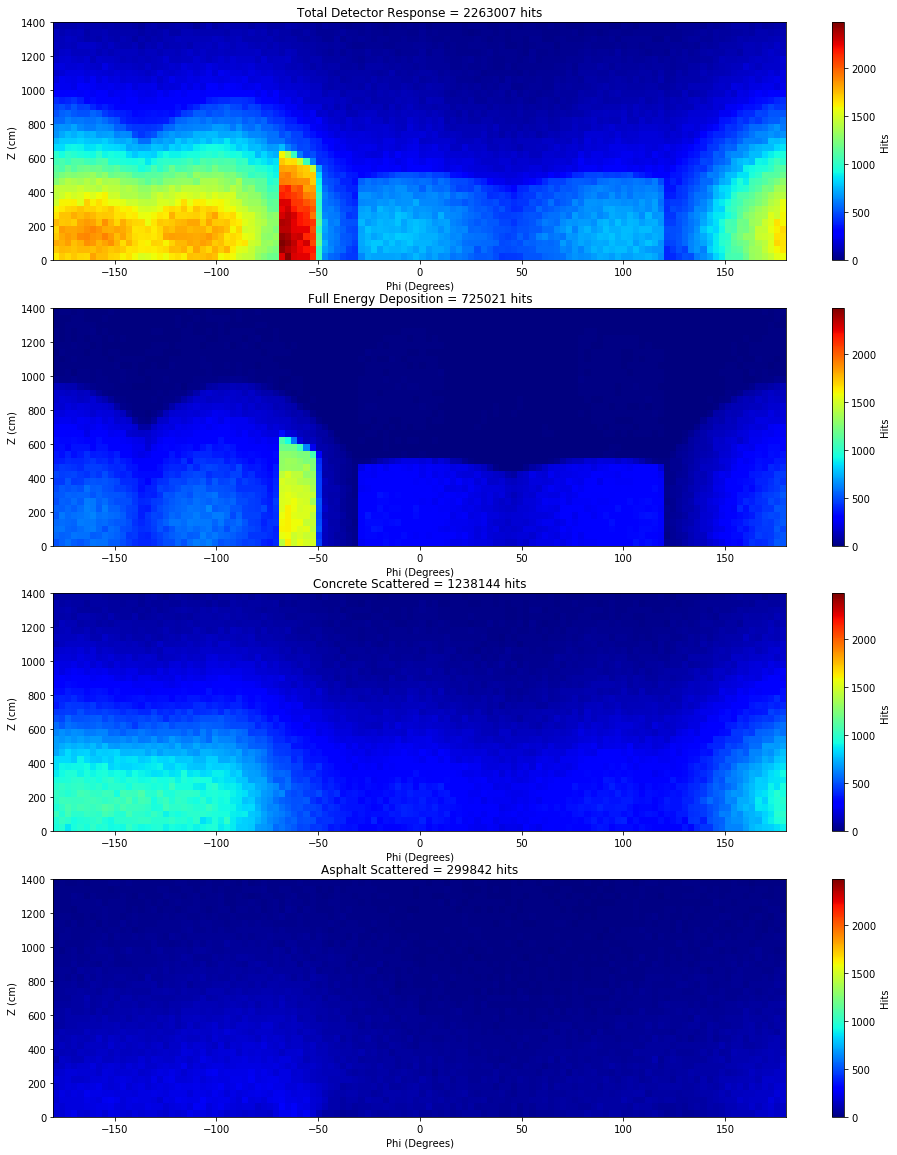 Total Detector Response = 2263007 hits
1400
1200
1000
800
600
400
200
0
Z (cm)
−150 −100 −50 0 50 100 150
Phi (Degrees)
2000
1500
1000
500
0
Hits
Full Energy Deposition = 725021 hits
1400
1200
1000
800
600
400
200
0
Z (cm)
−150 −100 −50 0 50 100 150
Phi (Degrees)
2000
1500
1000
500
0
Hits
Concrete Scattered = 1238144 hits
1400
1200
1000
800
600
400
200
0
Z (cm)
−150 −100 −50 0 50 100 150
Phi (Degrees)
2000
1500
1000
500
0
Hits
Asphalt Scattered = 299842 hits
1400
1200
1000
800
600
400
200
0
Z (cm)
−150 −100 −50 0 50 100 150
Phi (Degrees)
2000
1500
1000
500
0
Hits